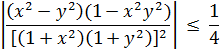 |(x² − y²)(1 − x²y²) / [(1 + x²)(1 + y²)]²| ≤ 1/4